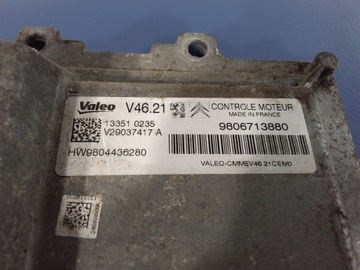 Valeo V46.21 CONTROLE MOTEUR
MADE IN FRANCE
13351 0235
V29037417 A
9806713880
HW9804436280
VALEO-CMMEV46.21CEM0